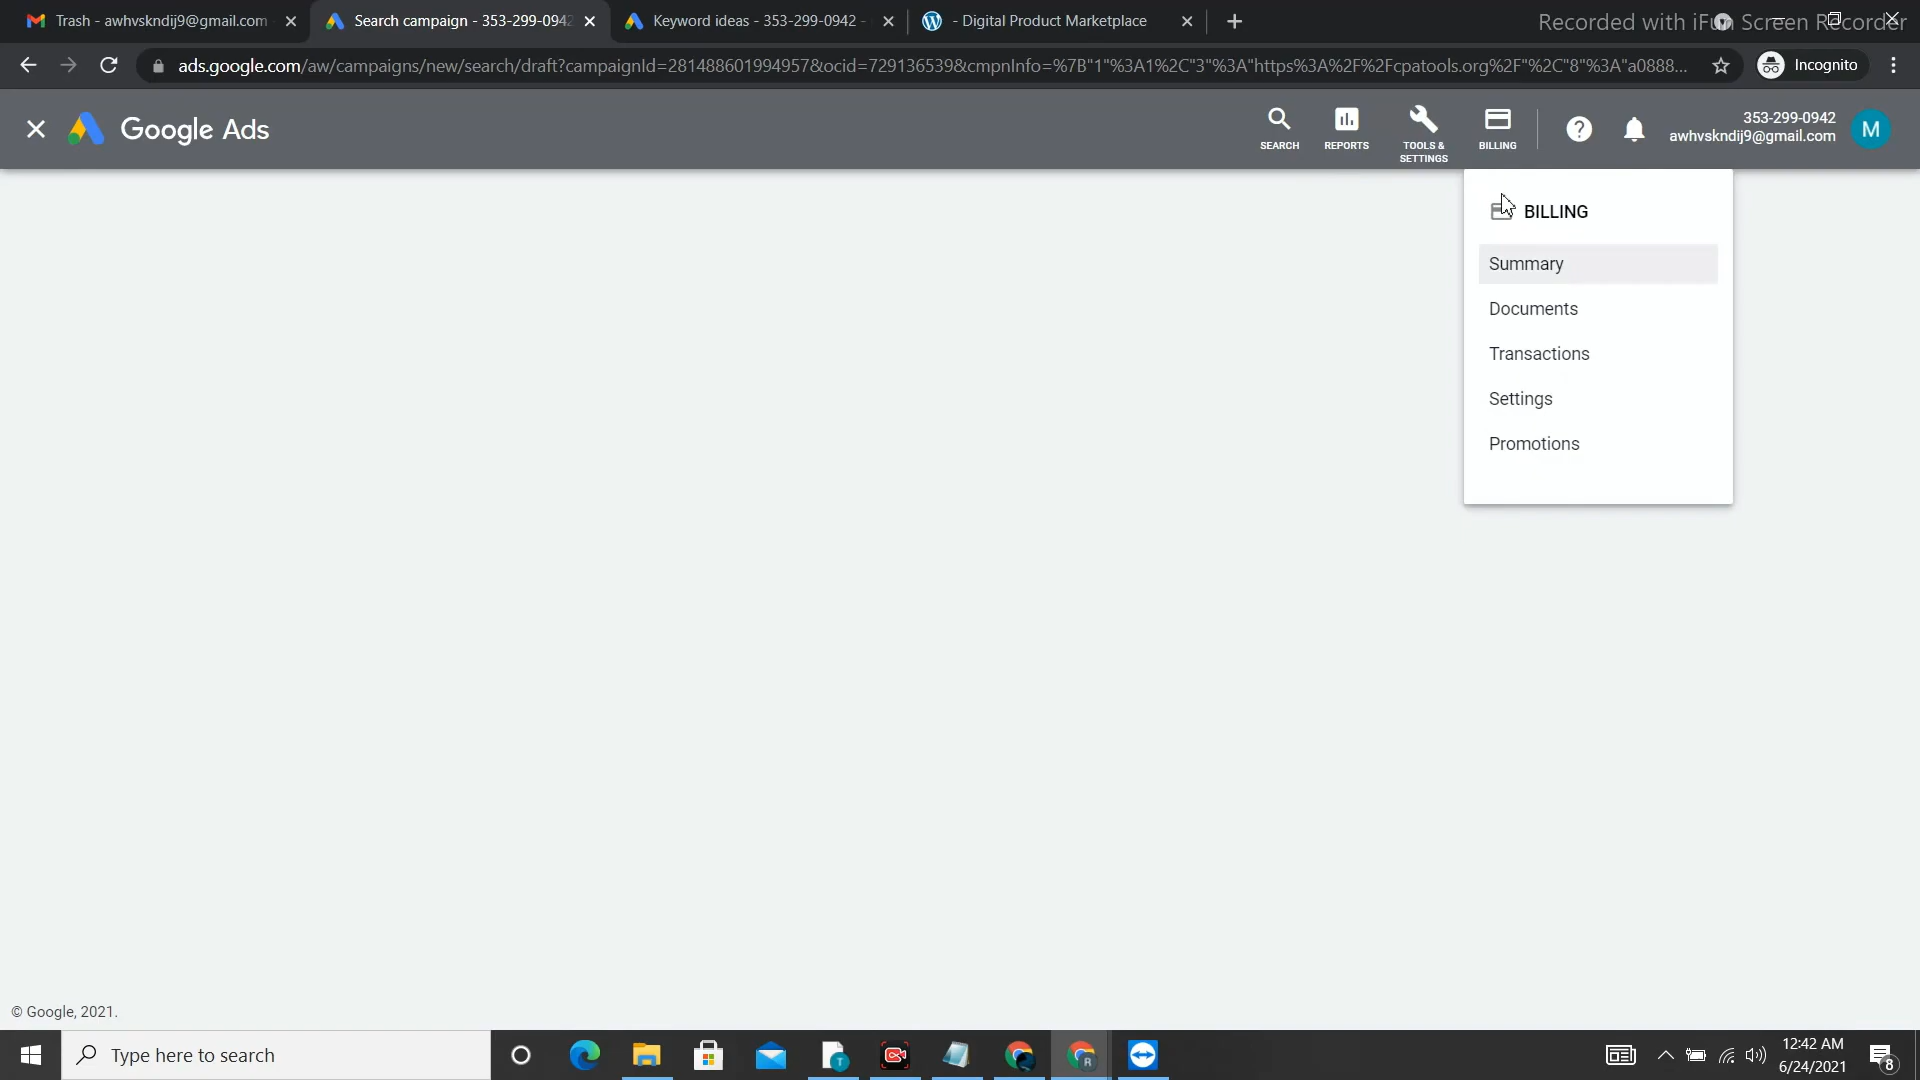 Trash - awhvskndij9@gmail.com
Search campaign - 353-299-0942
Keyword ideas - 353-299-0942 -
- Digital Product Marketplace
Recorded with iFun Screen Recorder
ads.google.com/aw/campaigns/new/search/draft?campaignId=281488601994957&ocid=729136539&cmpnInfo=%7B"1"%3A1%2C"3"%3A"https%3A%2F%2Fcpatools.org%2F"%2C"8"%3A"a0888...
Incognito
Google Ads
SEARCH
REPORTS
TOOLS &
SETTINGS
BILLING
353-299-0942
awhvskndij9@gmail.com
M
BILLING
Summary
Documents
Transactions
Settings
Promotions
© Google, 2021.
Type here to search
12:42 AM
6/24/2021
8